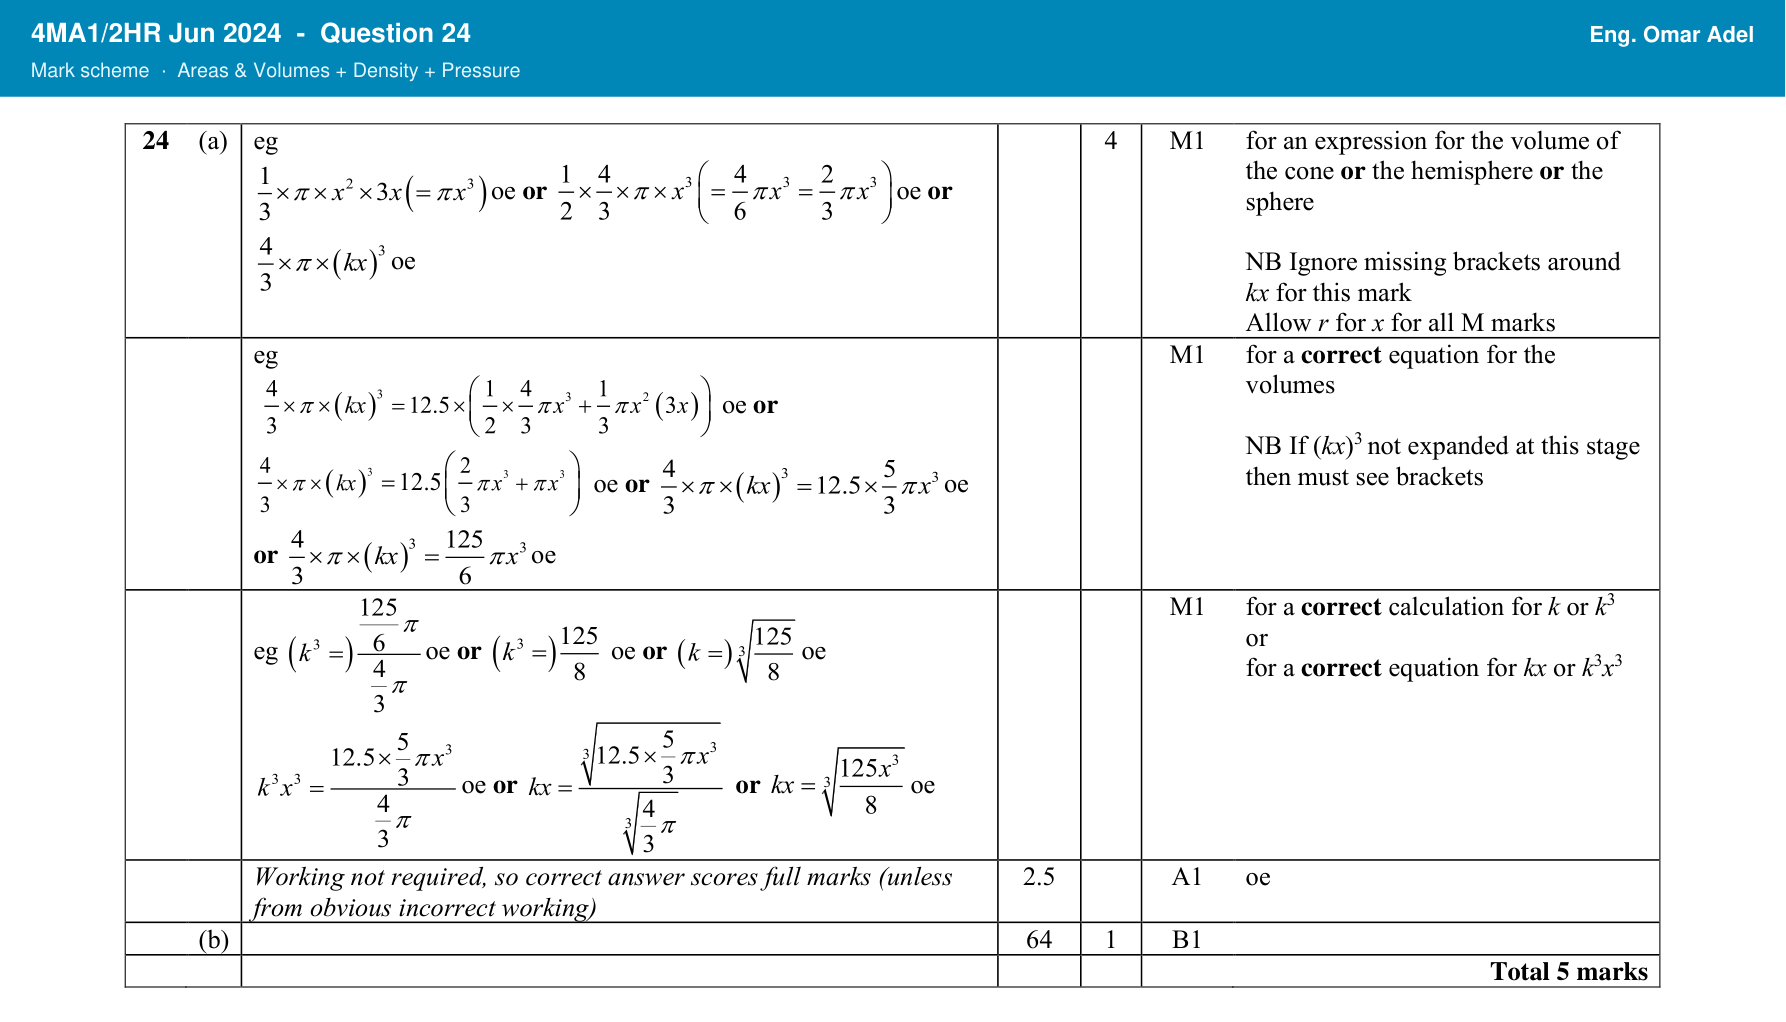 4MA1/2HR Jun 2024 - Question 24
Eng. Omar Adel
Mark scheme · Areas & Volumes + Density + Pressure
24 (a) eg 4 M1 for an expression for the volume of
the cone or the hemisphere or the
sphere
1/3 × π × x² × 3x (= πx³) oe or 1/2 × 4/3 × π × x³ (= 4/6 πx³ = 2/3 πx³) oe or
4/3 × π × (kx)³ oe
NB Ignore missing brackets around
kx for this mark
Allow r for x for all M marks
eg M1 for a correct equation for the
volumes
4/3 × π × (kx)³ = 12.5 × (1/2 × 4/3 πx³ + 1/3 πx² (3x)) oe or
4/3 × π × (kx)³ = 12.5 (2/3 πx³ + πx³) oe or 4/3 × π × (kx)³ = 12.5 × 5/3 πx³ oe
or 4/3 × π × (kx)³ = 125/6 πx³ oe
NB If (kx)³ not expanded at this stage
then must see brackets
eg (k³ =) (125/6 π)/(4/3 π) oe or (k³ =) 125/8 oe or (k =) ∛(125/8) oe
k³x³ = (12.5 × 5/3 πx³)/(4/3 π) oe or kx = ∛(12.5 × 5/3 πx³)/∛(4/3 π) or kx = ∛(125x³/8) oe
M1 for a correct calculation for k or k³
or
for a correct equation for kx or k³x³
Working not required, so correct answer scores full marks (unless
from obvious incorrect working)
2.5 A1 oe
(b) 64 1 B1
Total 5 marks